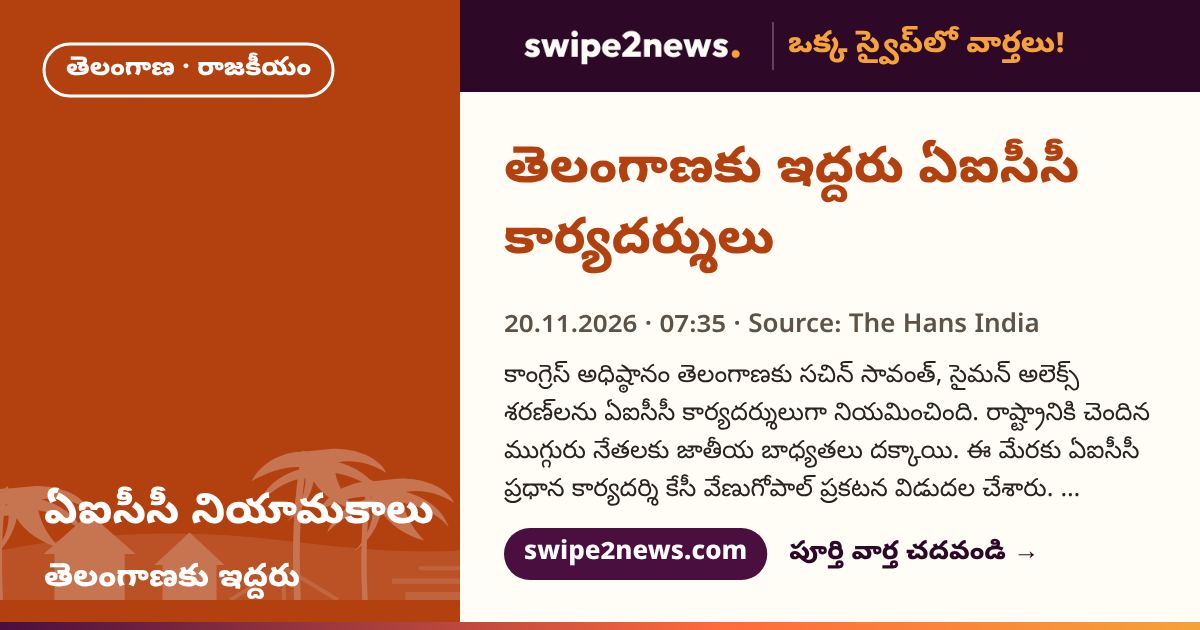 తెలంగాణ · రాజకీయం
ఏఐసీసీ నియామకాలు
తెలంగాణకు ఇద్దరు
swipe2news.
ఒక్క స్వైప్‌లో వార్తలు!
తెలంగాణకు ఇద్దరు ఏఐసీసీ
కార్యదర్శులు
20.11.2026 · 07:35 · Source: The Hans India
కాంగ్రెస్ అధిష్ఠానం తెలంగాణకు సచిన్ సావంత్, సైమన్ అలెక్స్
శరణ్‌లను ఏఐసీసీ కార్యదర్శులుగా నియమించింది. రాష్ట్రానికి చెందిన
ముగ్గురు నేతలకు జాతీయ బాధ్యతలు దక్కాయి. ఈ మేరకు ఏఐసీసీ
ప్రధాన కార్యదర్శి కేసీ వేణుగోపాల్ ప్రకటన విడుదల చేశారు. ...
swipe2news.com
పూర్తి వార్త చదవండి →